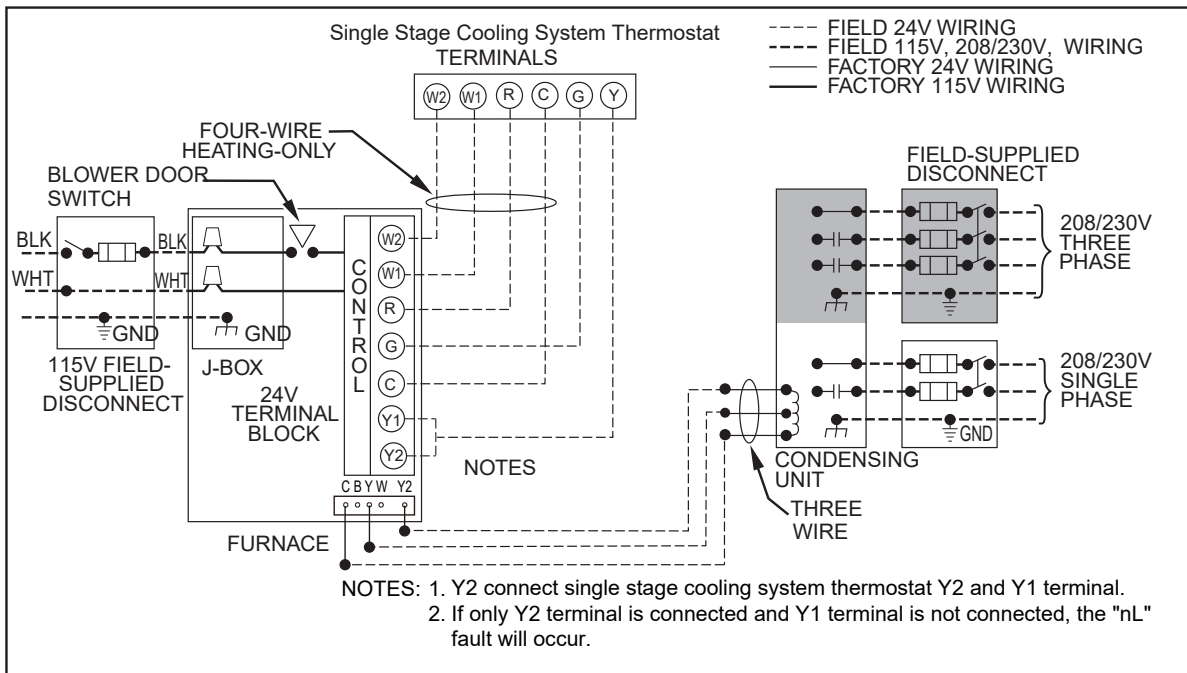 Single Stage Cooling System Thermostat
TERMINALS
W2 W1 R C G Y
FIELD 24V WIRING
FIELD 115V, 208/230V, WIRING
FACTORY 24V WIRING
FACTORY 115V WIRING
FOUR-WIRE
HEATING-ONLY
BLOWER DOOR
SWITCH
BLK
BLK
WHT
WHT
GND
GND
115V FIELD-
SUPPLIED
DISCONNECT
J-BOX
24V
TERMINAL
BLOCK
CONTROL
W2
W1
R
G
C
Y1
Y2
NOTES
C B Y W Y2
FURNACE
FIELD-SUPPLIED
DISCONNECT
208/230V
THREE
PHASE
208/230V
SINGLE
PHASE
GND
CONDENSING
UNIT
THREE
WIRE
NOTES: 1. Y2 connect single stage cooling system thermostat Y2 and Y1 terminal.
2. If only Y2 terminal is connected and Y1 terminal is not connected, the "nL"
fault will occur.